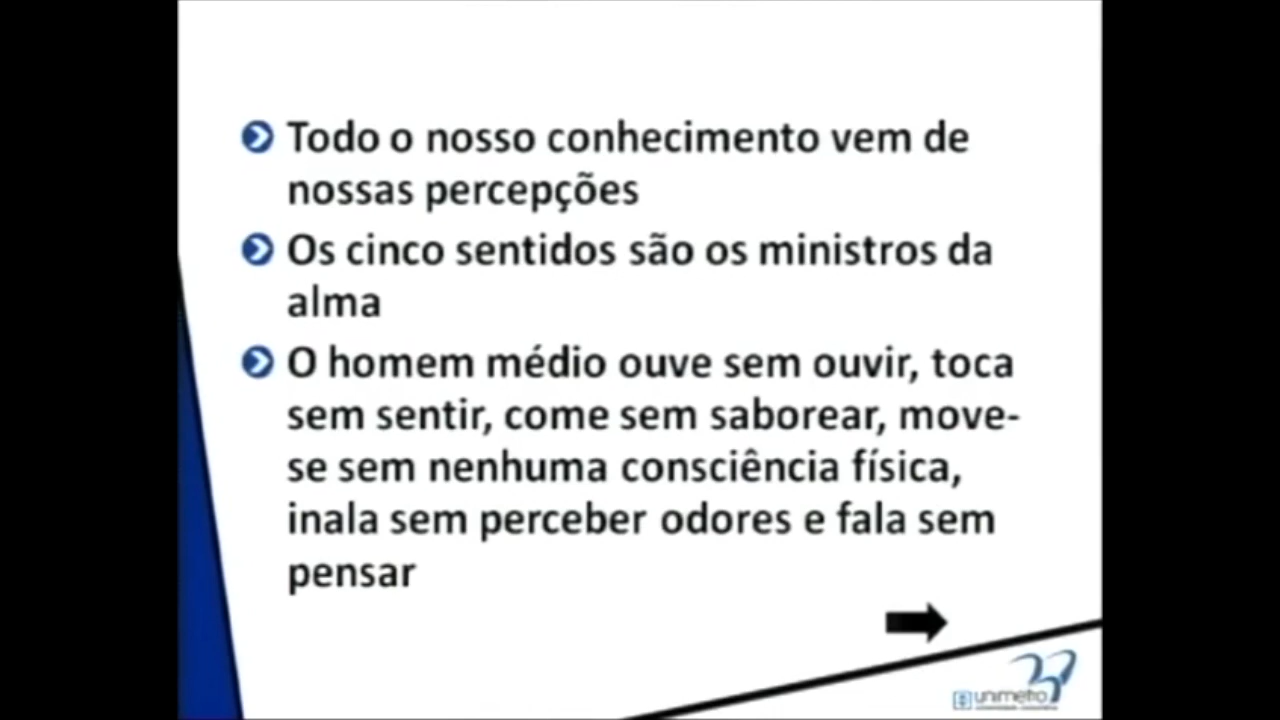 Todo o nosso conhecimento vem de
nossas percepções
Os cinco sentidos são os ministros da
alma
O homem médio ouve sem ouvir, toca
sem sentir, come sem saborear, move-
se sem nenhuma consciência física,
inala sem perceber odores e fala sem
pensar
unimetro